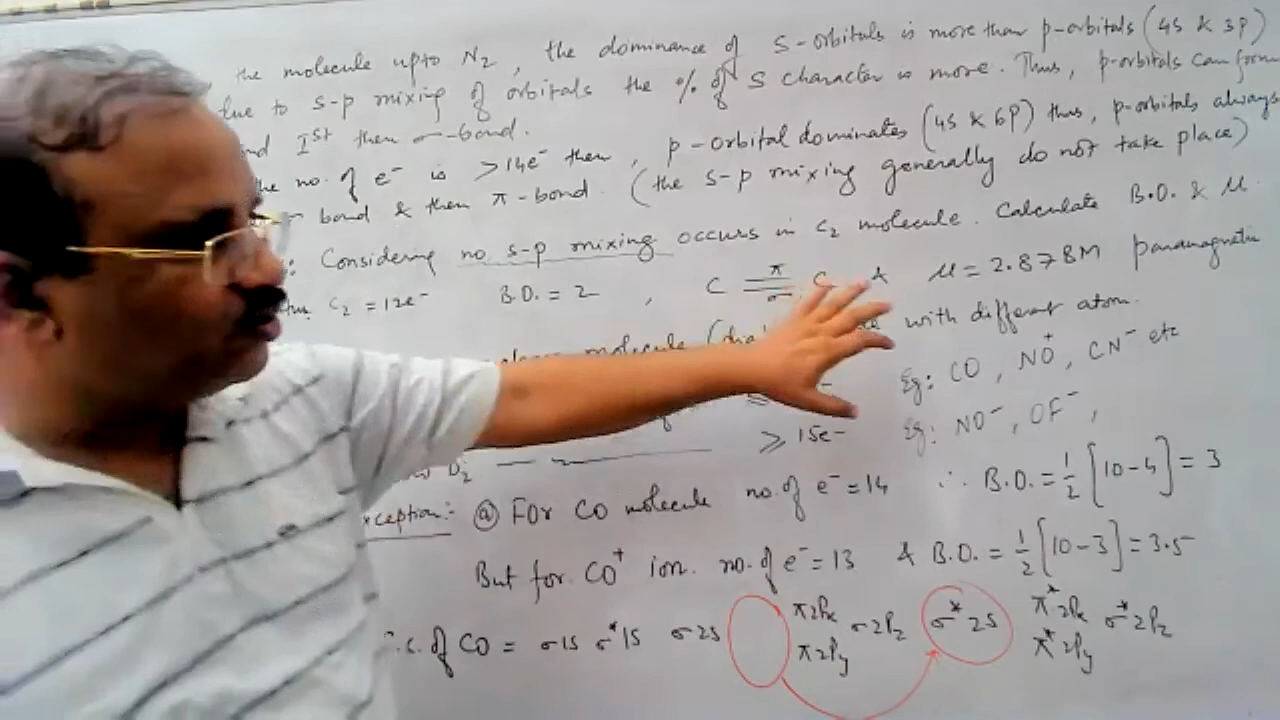 the molecule upto N2, the dominance of s-orbitals is more than p-orbitals (4s & 3p)
due to s-p mixing of orbitals the % of s character is more. Thus, p-orbitals can form
Ist then σ-bond.
no. of e- is >14e- then, p-orbital dominates (4s & 6p) thus, p-orbitals always
bond & then π-bond. (the s-p mixing generally do not take place)
: Considering no s-p mixing occurs in C2 molecule. Calculate B.O. & μ.
C2 = 12e- B.O. = 2 , C π σ C & μ = 2.87BM paramagnetic
molecule with different atom.
Eg: CO, NO+, CN- etc
≥ 15e- Eg: NO-, OF-,
xception:- (a) For CO molecule no. of e- = 14 ∴ B.O. = 1/2 [10-4] = 3
But for CO+ ion. no. of e- = 13 & B.O. = 1/2 [10-3] = 3.5
.C. of CO = σ1s σ*1s σ2s π2Px π2Py σ2Pz σ*2s π*2Px π*2Py σ*2Pz